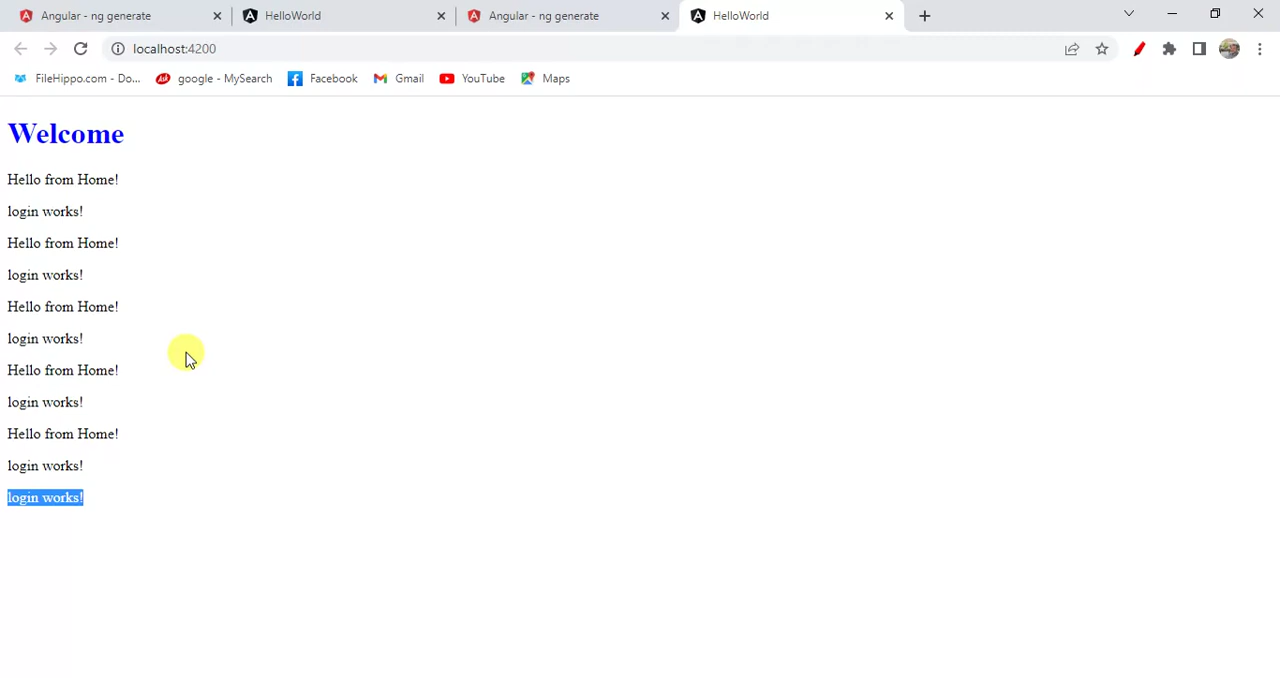 Angular - ng generate
HelloWorld
Angular - ng generate
HelloWorld
localhost:4200
FileHippo.com - Do...
Ask
google - MySearch
Facebook
Gmail
YouTube
Maps
Welcome
Hello from Home!
login works!
Hello from Home!
login works!
Hello from Home!
login works!
Hello from Home!
login works!
Hello from Home!
login works!
login works!